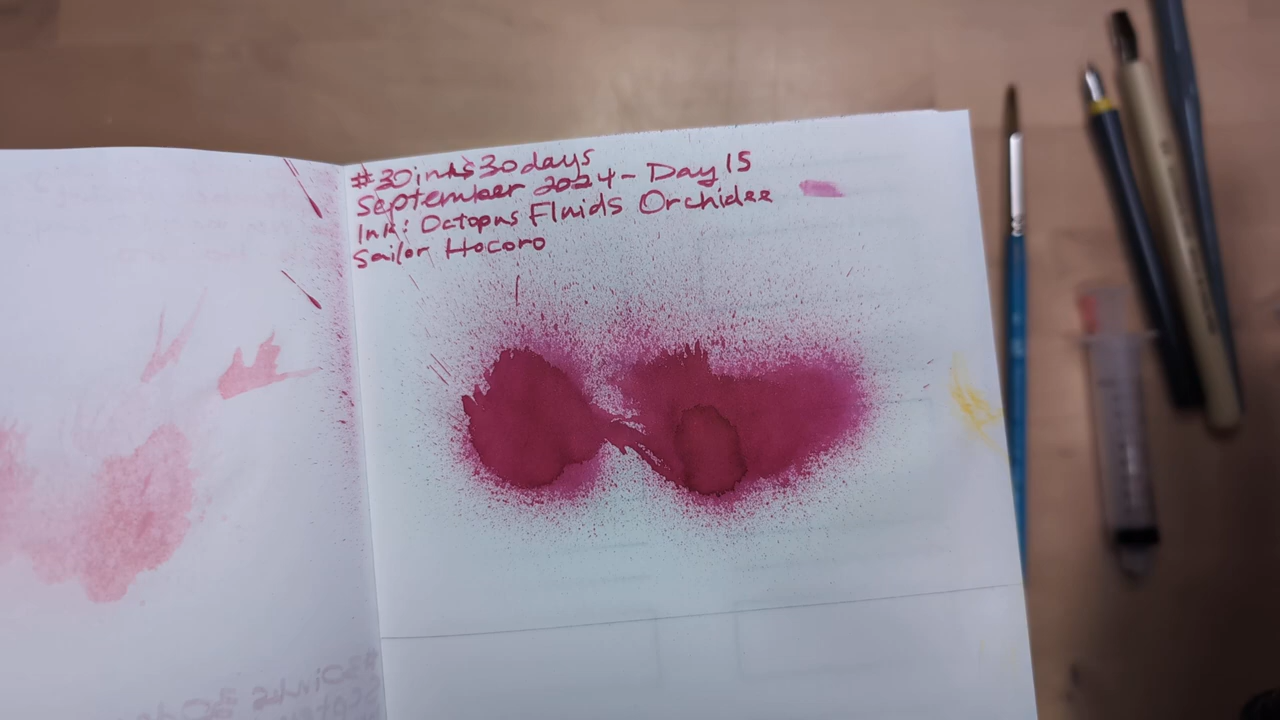 #30inks30days
September 2024 - Day 15
Ink: Octopus Fluids Orchidee
Sailor Hocoro